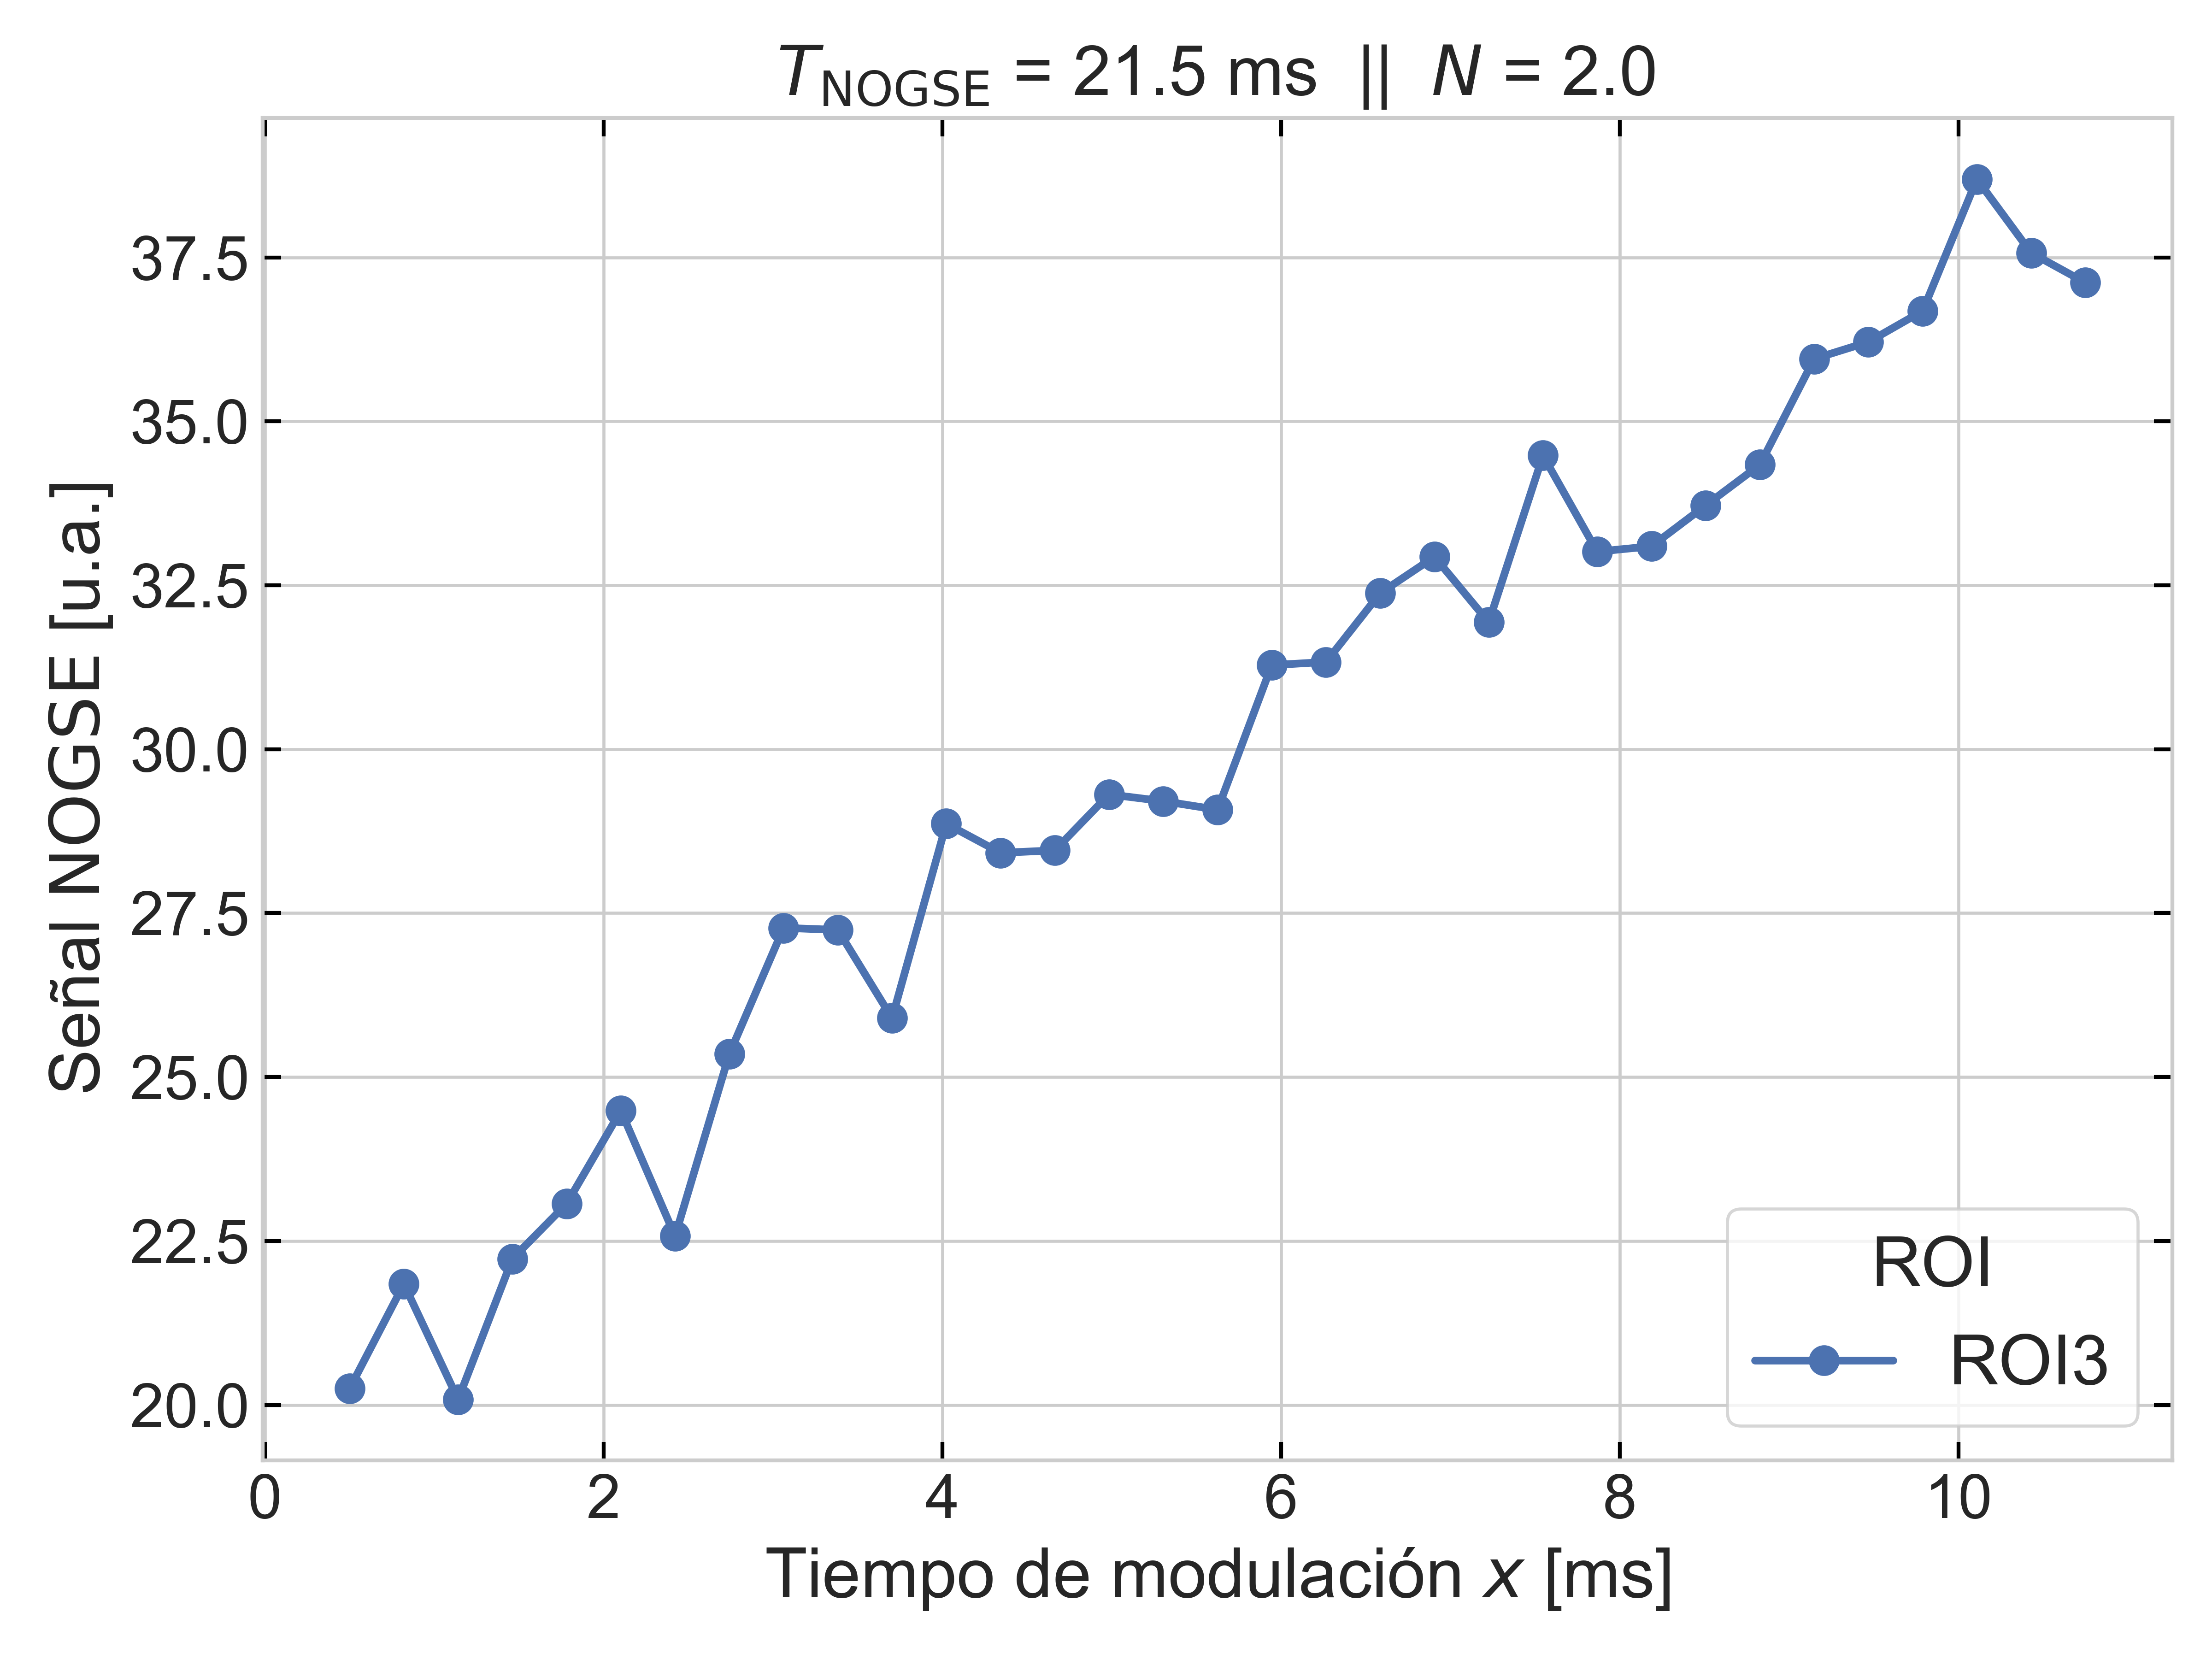 T_NOGSE = 21.5 ms || N = 2.0
Señal NOGSE [u.a.]
37.5
35.0
32.5
30.0
27.5
25.0
22.5
20.0
ROI
ROI3
0 2 4 6 8 10
Tiempo de modulación x [ms]